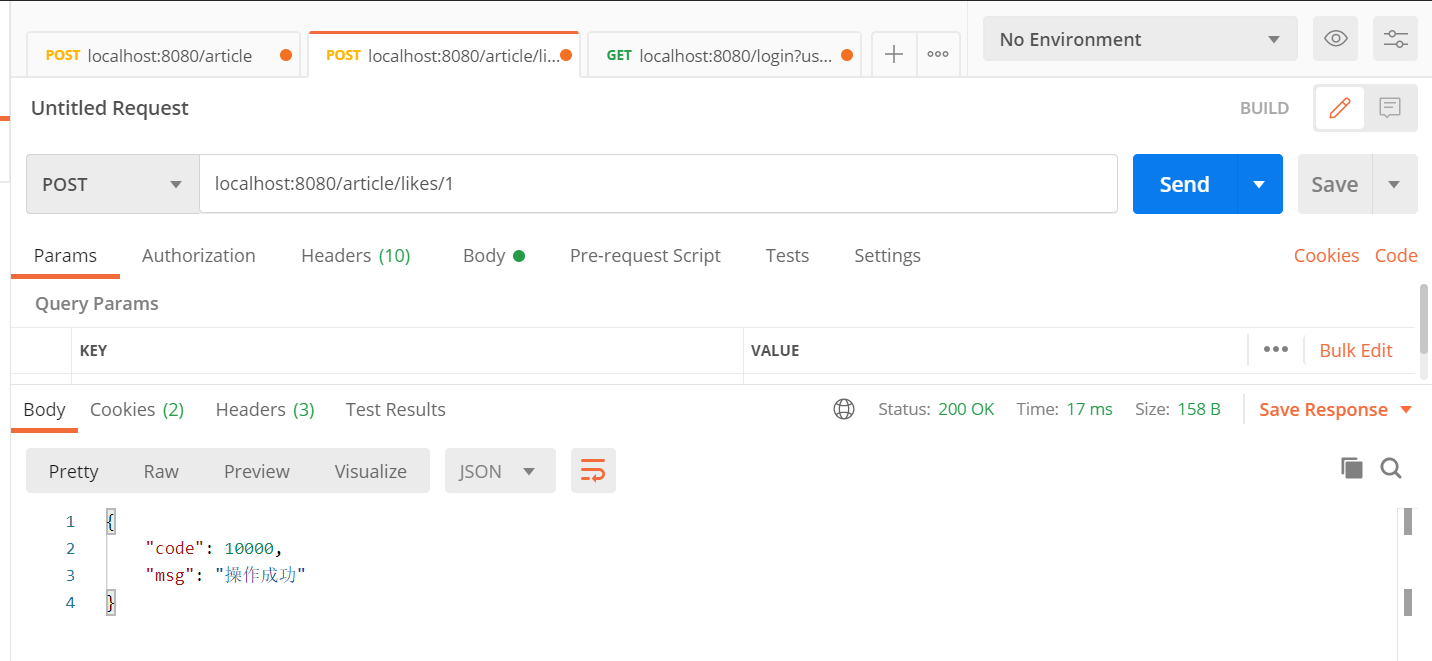 POST localhost:8080/article
POST localhost:8080/article/li...
GET localhost:8080/login?us...
No Environment
Untitled Request
BUILD
POST
localhost:8080/article/likes/1
Send
Save
Params Authorization Headers (10) Body Pre-request Script Tests Settings Cookies Code
Query Params
KEY VALUE Bulk Edit
Body Cookies (2) Headers (3) Test Results Status: 200 OK Time: 17 ms Size: 158 B Save Response
Pretty Raw Preview Visualize JSON
1 {
2 "code": 10000,
3 "msg": "操作成功"
4 }